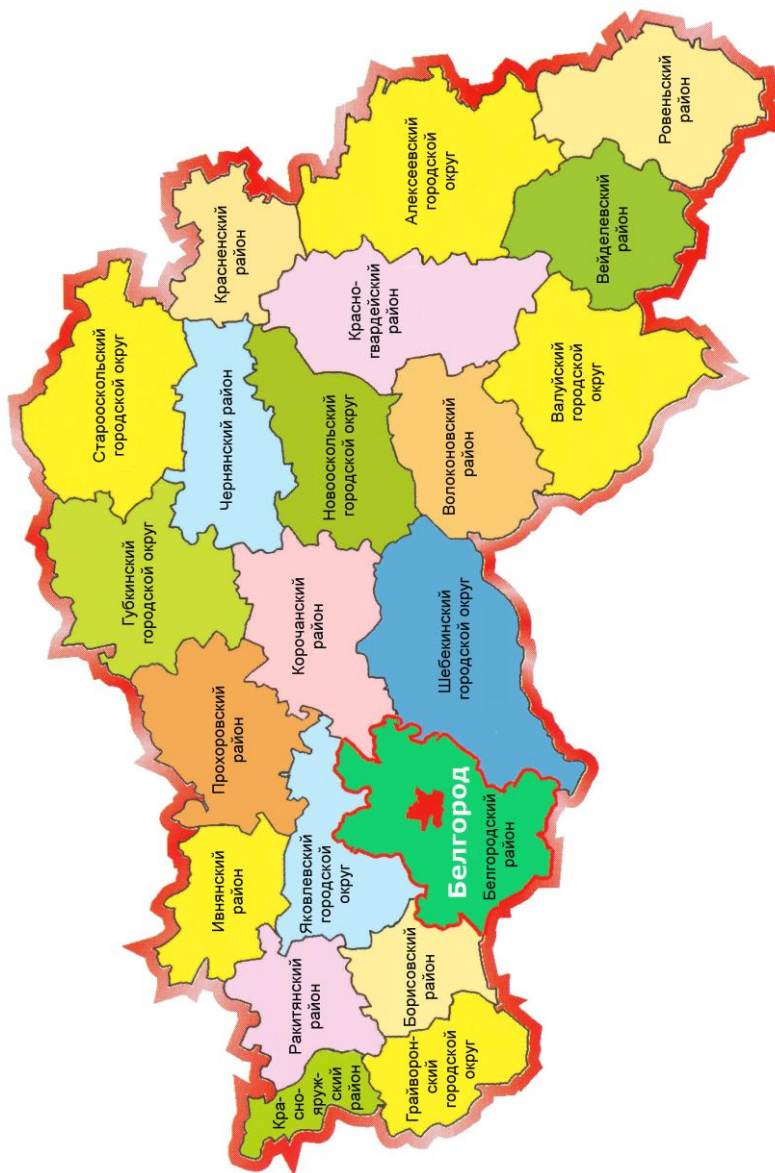 Старооскольский
городской округ
Губкинский
городской округ
Красненский
район
Чернянский район
Прохоровский
район
Ивнянский
район
Корочанский
район
Новооскольский
городской округ
Красно-
гвардейский
район
Алексеевский
городской
округ
Ракитянский
район
Яковлевский
городской
округ
Кра-
сно-
яруж-
ский
район
Борисовский
район
Грайворон-
ский
городской
округ
Белгород
Белгородский
район
Шебекинский
городской округ
Волоконовский
район
Валуйский
городской
округ
Вейделевский
район
Ровеньский
район